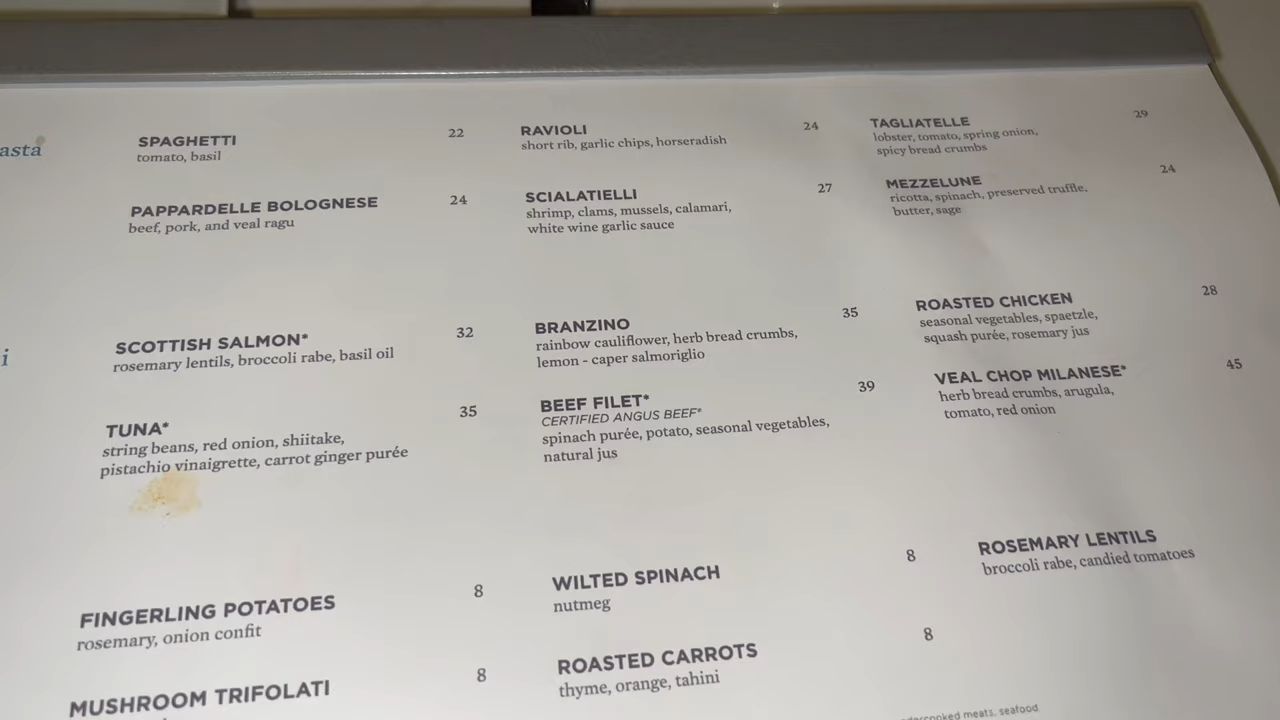 asta
SPAGHETTI 22
tomato, basil
RAVIOLI 24
short rib, garlic chips, horseradish
TAGLIATELLE 29
lobster, tomato, spring onion,
spicy bread crumbs
PAPPARDELLE BOLOGNESE 24
beef, pork, and veal ragu
SCIALATIELLI 27
shrimp, clams, mussels, calamari,
white wine garlic sauce
MEZZELUNE 24
ricotta, spinach, preserved truffle,
butter, sage
i
SCOTTISH SALMON* 32
rosemary lentils, broccoli rabe, basil oil
BRANZINO 35
rainbow cauliflower, herb bread crumbs,
lemon - caper salmoriglio
ROASTED CHICKEN 28
seasonal vegetables, spaetzle,
squash purée, rosemary jus
TUNA* 35
string beans, red onion, shiitake,
pistachio vinaigrette, carrot ginger purée
BEEF FILET* 39
CERTIFIED ANGUS BEEF*
spinach purée, potato, seasonal vegetables,
natural jus
VEAL CHOP MILANESE* 45
herb bread crumbs, arugula,
tomato, red onion
FINGERLING POTATOES 8
rosemary, onion confit
WILTED SPINACH 8
nutmeg
ROSEMARY LENTILS
broccoli rabe, candied tomatoes
MUSHROOM TRIFOLATI 8
ROASTED CARROTS 8
thyme, orange, tahini
meats, seafood